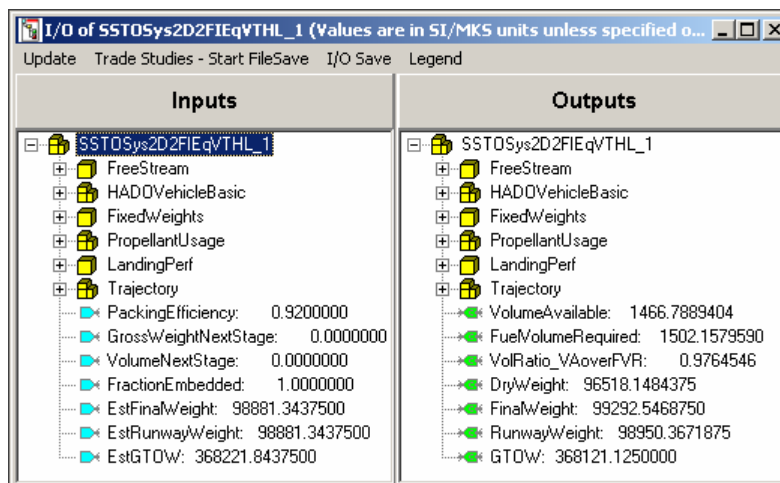 I/O of SSTOSys2D2FIEqVTHL_1 (Values are in SI/MKS units unless specified o...
Update Trade Studies - Start FileSave I/O Save Legend
Inputs
SSTOSys2D2FIEqVTHL_1
FreeStream
HADOVehicleBasic
FixedWeights
PropellantUsage
LandingPerf
Trajectory
PackingEfficiency: 0.9200000
GrossWeightNextStage: 0.0000000
VolumeNextStage: 0.0000000
FractionEmbedded: 1.0000000
EstFinalWeight: 98881.3437500
EstRunwayWeight: 98881.3437500
EstGTOW: 368221.8437500
Outputs
SSTOSys2D2FIEqVTHL_1
FreeStream
HADOVehicleBasic
FixedWeights
PropellantUsage
LandingPerf
Trajectory
VolumeAvailable: 1466.7889404
FuelVolumeRequired: 1502.1579590
VolRatio_VAoverFVR: 0.9764546
DryWeight: 96518.1484375
FinalWeight: 99292.5468750
RunwayWeight: 98950.3671875
GTOW: 368121.1250000